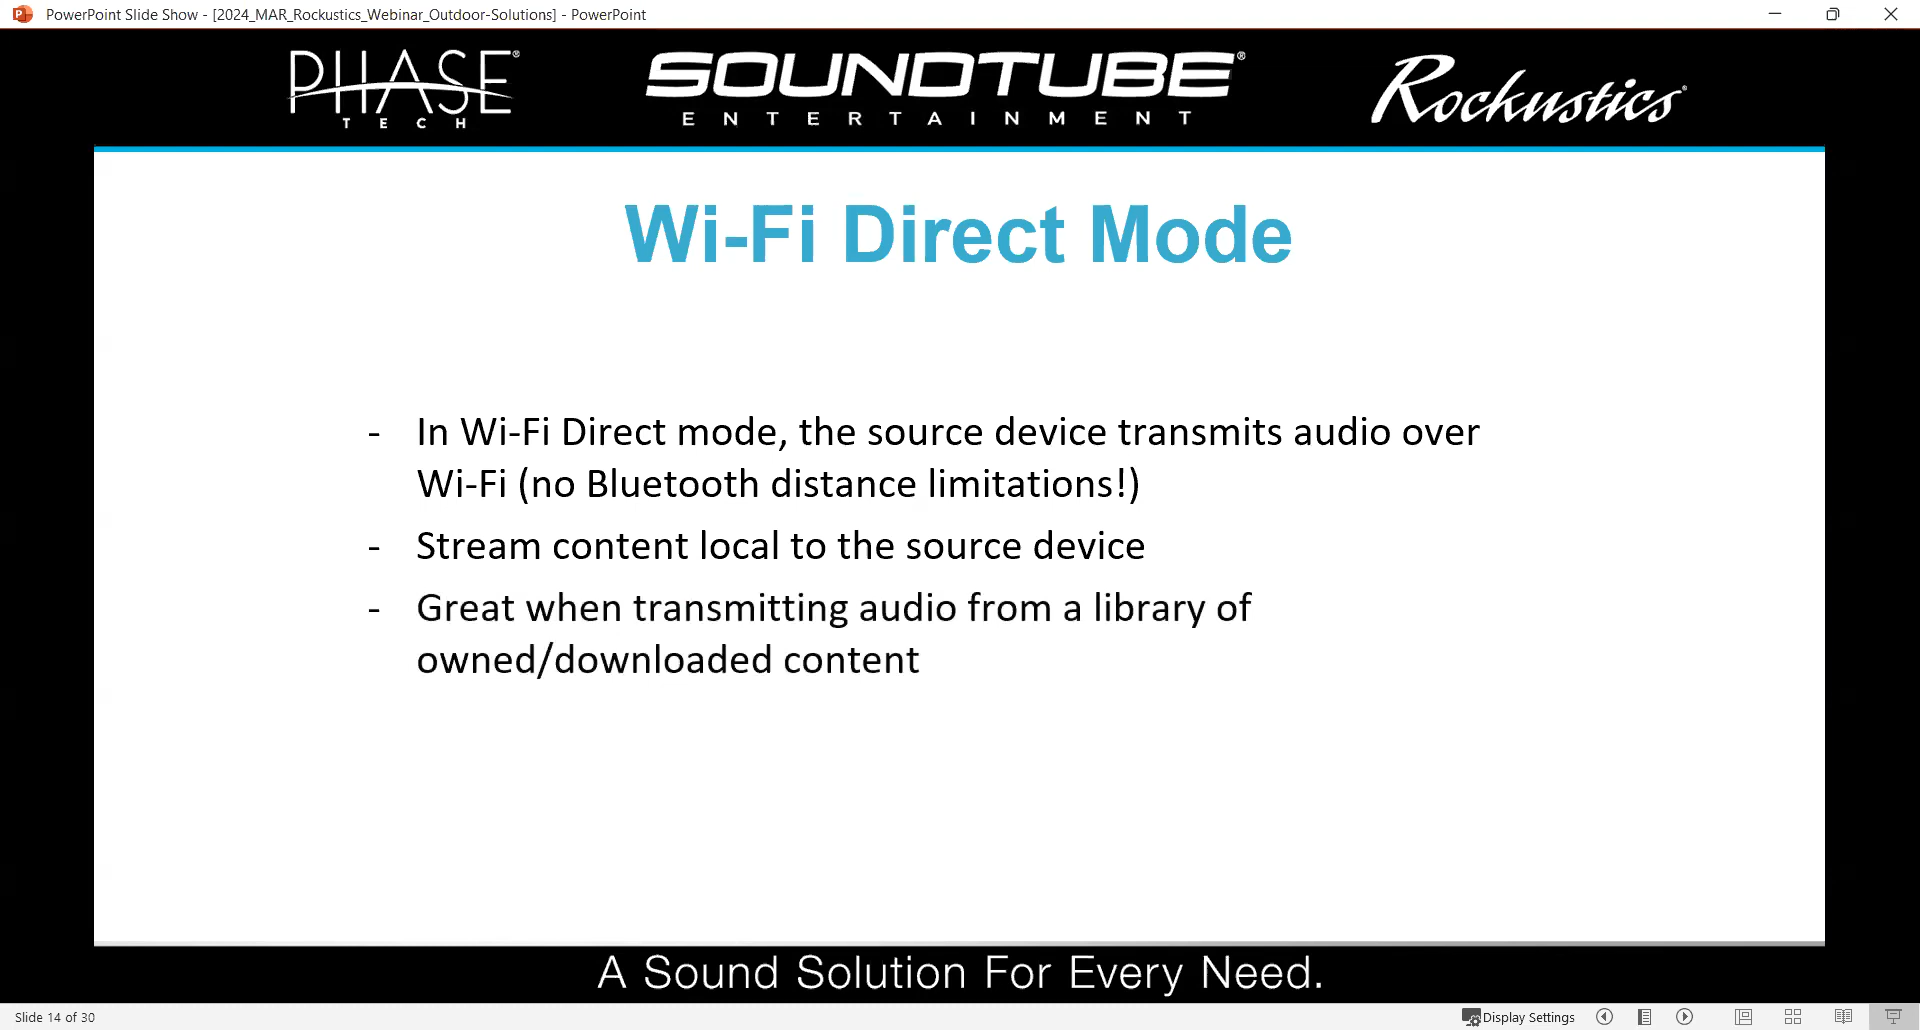 PowerPoint Slide Show - [2024_MAR_Rockustics_Webinar_Outdoor-Solutions] - PowerPoint
PHASE® SOUNDTUBE® Rockustics®
TECH ENTERTAINMENT
Wi-Fi Direct Mode
- In Wi-Fi Direct mode, the source device transmits audio over
Wi-Fi (no Bluetooth distance limitations!)
- Stream content local to the source device
- Great when transmitting audio from a library of
owned/downloaded content
A Sound Solution For Every Need.
Slide 14 of 30 Display Settings